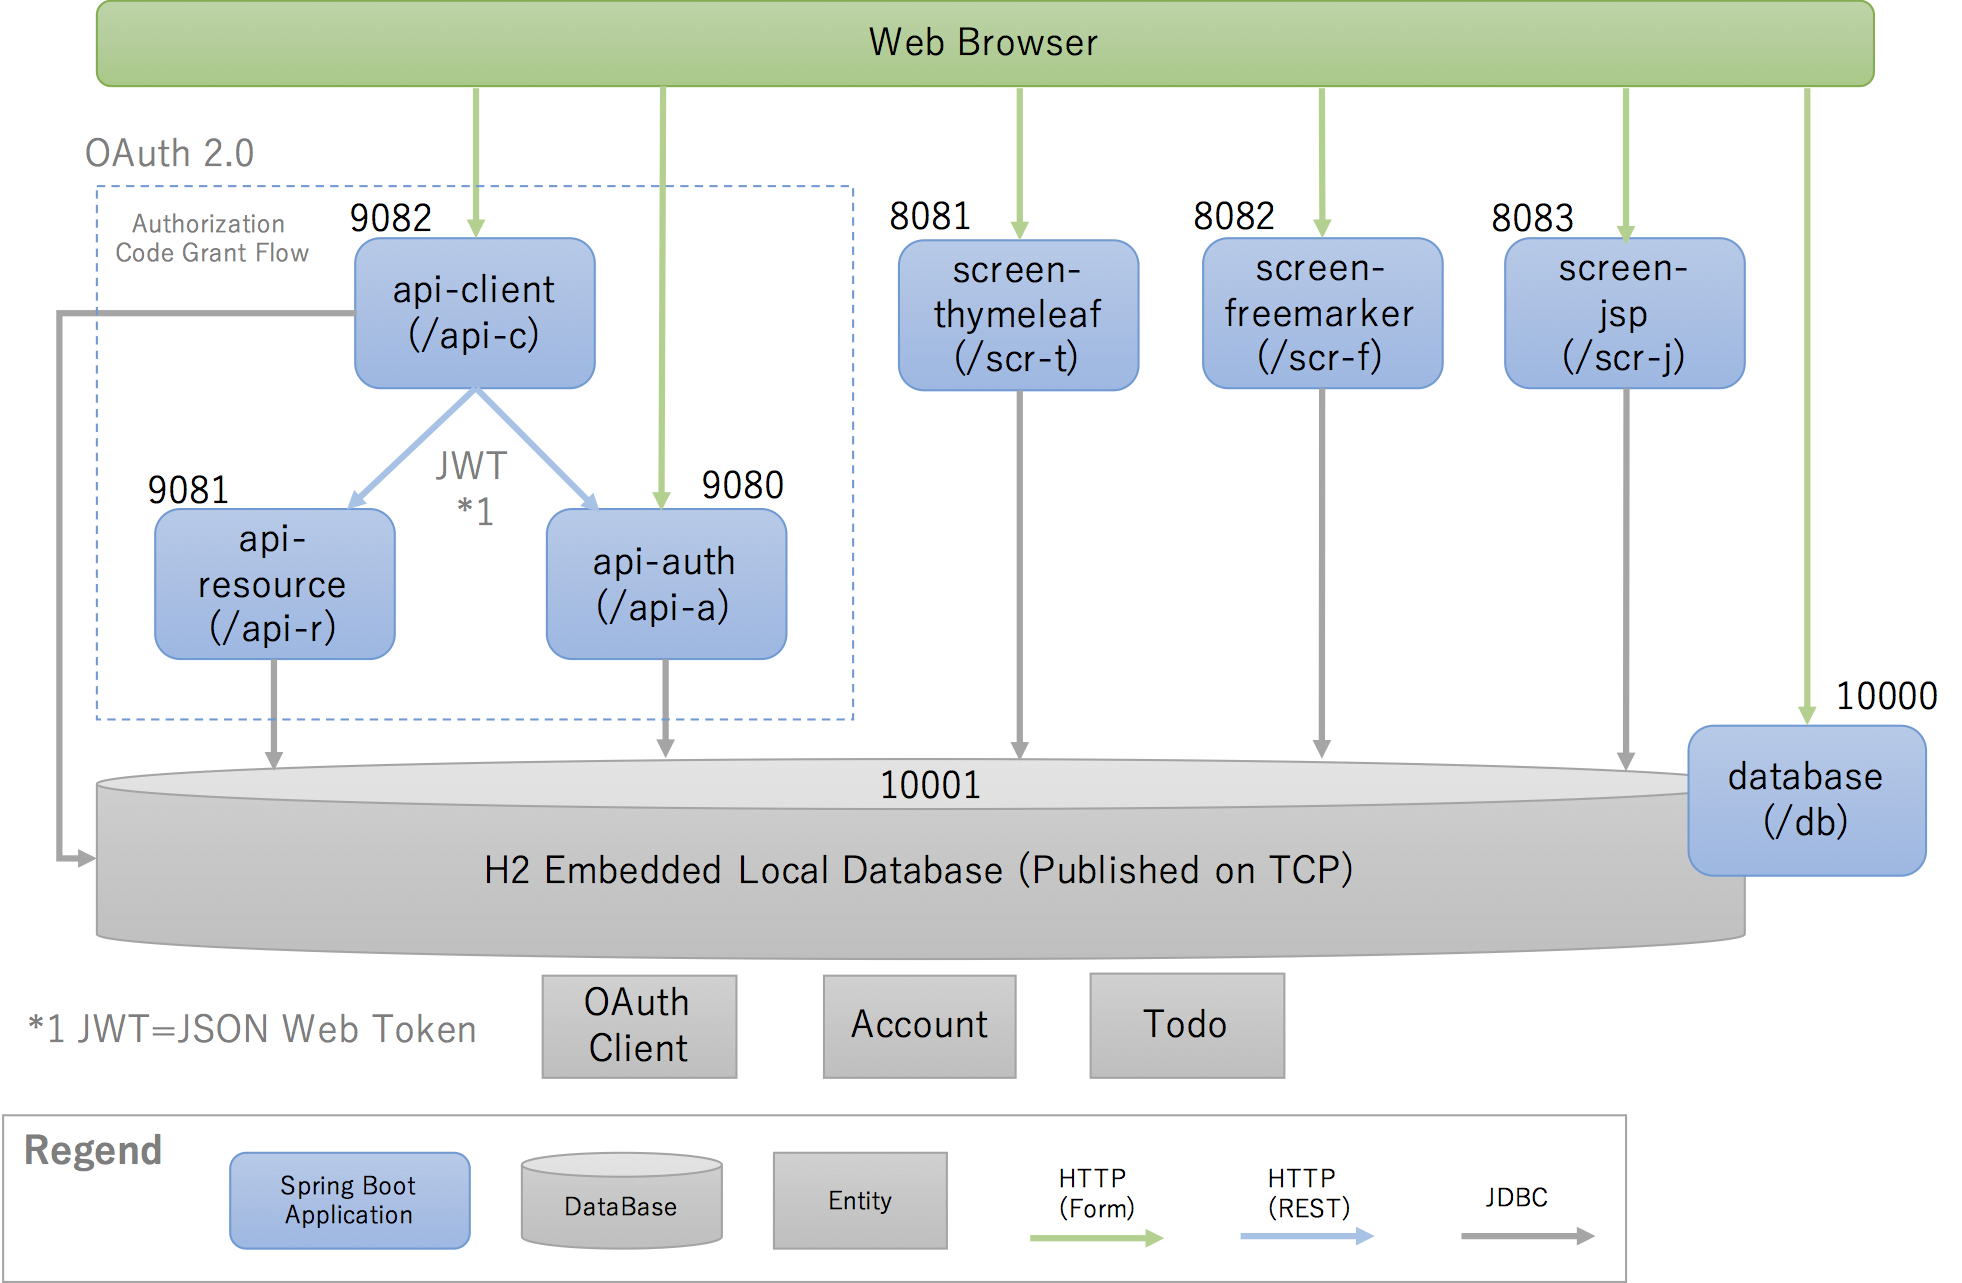 Web Browser
OAuth 2.0
Authorization
Code Grant Flow
9082
api-client
(/api-c)
8081
screen-
thymeleaf
(/scr-t)
8082
screen-
freemarker
(/scr-f)
8083
screen-
jsp
(/scr-j)
JWT
*1
9081
api-
resource
(/api-r)
9080
api-auth
(/api-a)
10000
database
(/db)
10001
H2 Embedded Local Database (Published on TCP)
*1 JWT=JSON Web Token
OAuth
Client
Account
Todo
Regend
Spring Boot
Application
DataBase
Entity
HTTP
(Form)
HTTP
(REST)
JDBC